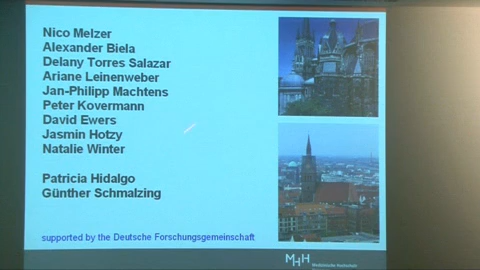 Nico Melzer
Alexander Biela
Delany Torres Salazar
Ariane Leinenweber
Jan-Philipp Machtens
Peter Kovermann
David Ewers
Jasmin Hotzy
Natalie Winter
Patricia Hidalgo
Günther Schmalzing
supported by the Deutsche Forschungsgemeinschaft
MHH